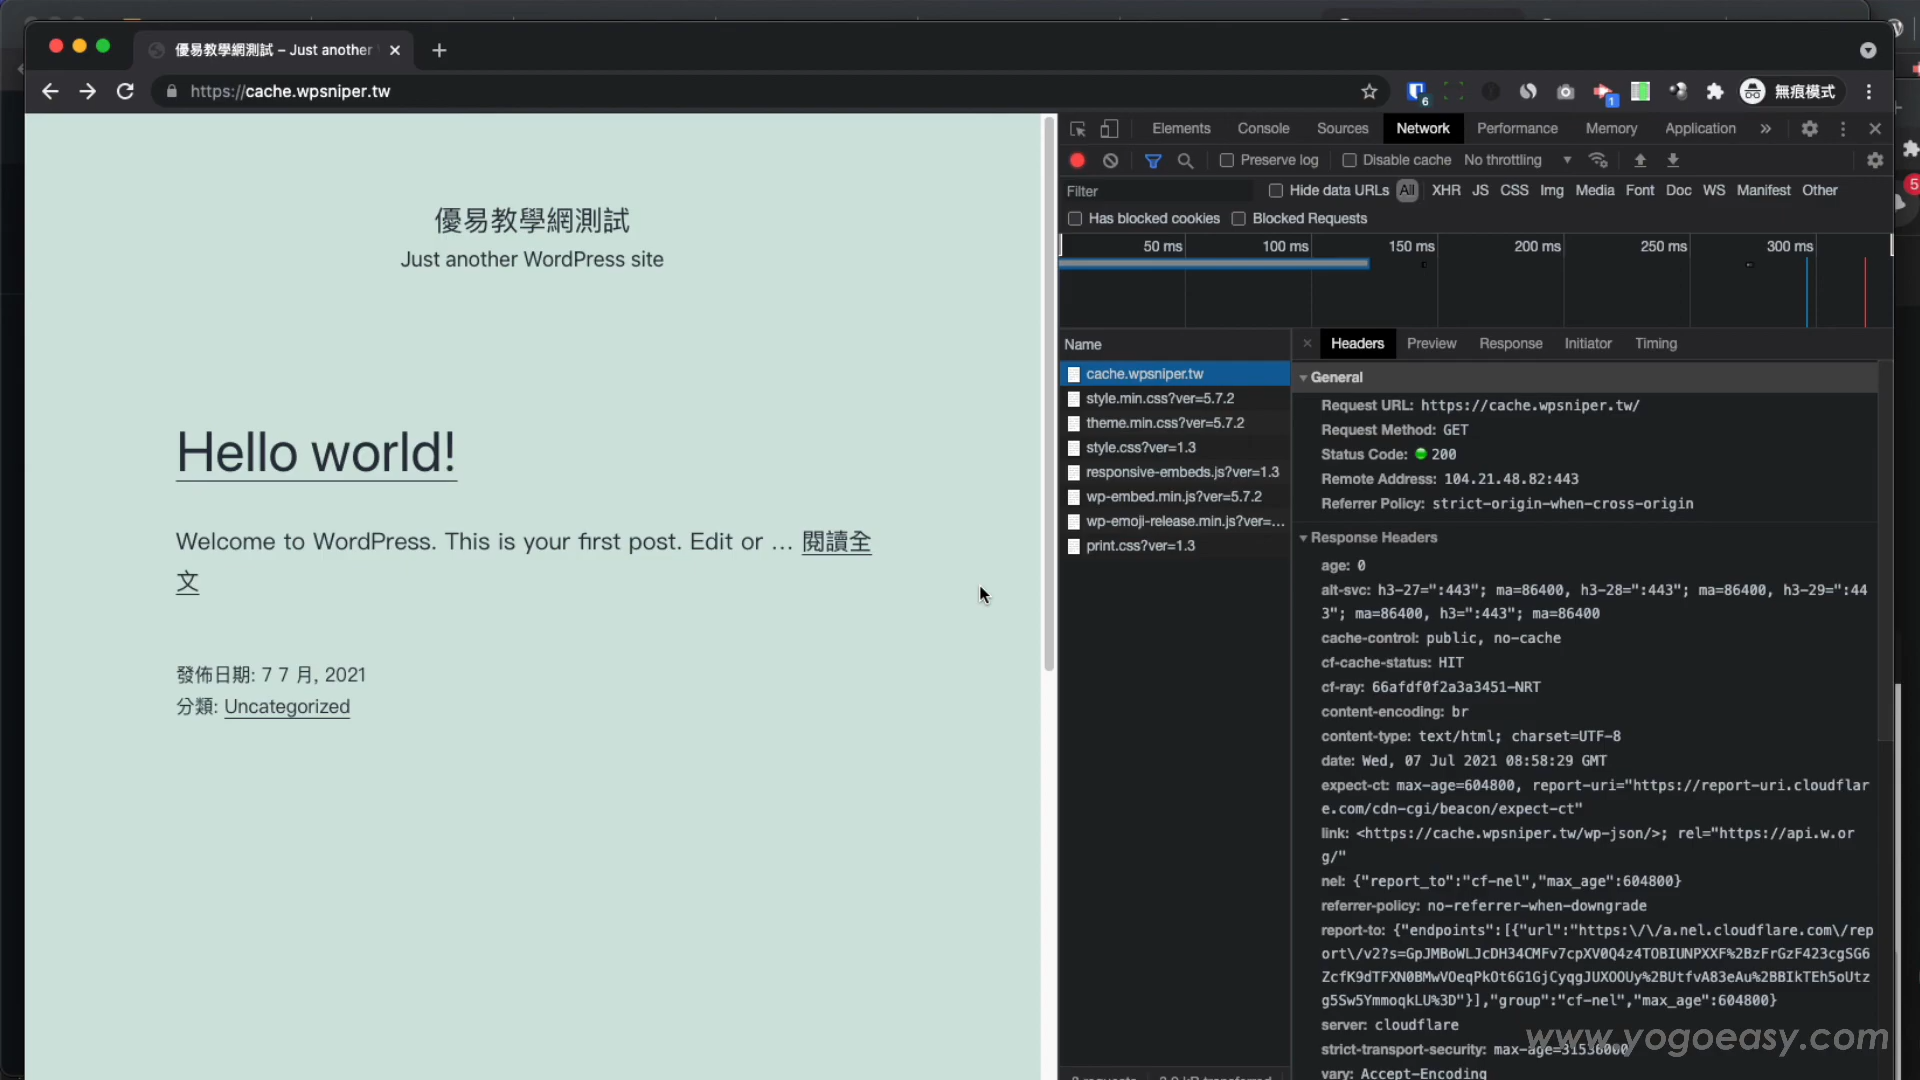 優易教學網測試 – Just another
https://cache.wpsniper.tw
6
1
無痕模式
5
優易教學網測試
Just another WordPress site
Hello world!
Welcome to WordPress. This is your first post. Edit or … 閱讀全
文
發佈日期: 7 7 月, 2021
分類: Uncategorized
Elements Console Sources Network Performance Memory Application
Preserve log Disable cache No throttling
Filter Hide data URLs All XHR JS CSS Img Media Font Doc WS Manifest Other
Has blocked cookies Blocked Requests
50 ms 100 ms 150 ms 200 ms 250 ms 300 ms
Name
cache.wpsniper.tw
style.min.css?ver=5.7.2
theme.min.css?ver=5.7.2
style.css?ver=1.3
responsive-embeds.js?ver=1.3
wp-embed.min.js?ver=5.7.2
wp-emoji-release.min.js?ver=...
print.css?ver=1.3
Headers Preview Response Initiator Timing
General
Request URL: https://cache.wpsniper.tw/
Request Method: GET
Status Code: 200
Remote Address: 104.21.48.82:443
Referrer Policy: strict-origin-when-cross-origin
Response Headers
age: 0
alt-svc: h3-27=":443"; ma=86400, h3-28=":443"; ma=86400, h3-29=":44
3"; ma=86400, h3=":443"; ma=86400
cache-control: public, no-cache
cf-cache-status: HIT
cf-ray: 66afdf0f2a3a3451-NRT
content-encoding: br
content-type: text/html; charset=UTF-8
date: Wed, 07 Jul 2021 08:58:29 GMT
expect-ct: max-age=604800, report-uri="https://report-uri.cloudflar
e.com/cdn-cgi/beacon/expect-ct"
link: <https://cache.wpsniper.tw/wp-json/>; rel="https://api.w.or
g/"
nel: {"report_to":"cf-nel","max_age":604800}
referrer-policy: no-referrer-when-downgrade
report-to: {"endpoints":[{"url":"https:\/\/a.nel.cloudflare.com\/rep
ort\/v2?s=GpJMBoWLJcDH34CMFv7cpXV0Q4z4TOBIUNPXXF%2BzFrGzF423cgSG6
ZcfK9dTFXN0BMwVOeqPkOt6G1GjCyqgJUXOOUy%2BUtfvA83eAu%2BBIkTEh5oUtz
g5Sw5YmmoqkLU%3D"}],"group":"cf-nel","max_age":604800}
server: cloudflare
strict-transport-security: max-age=31536000
vary: Accept-Encoding
www.yogoeasy.com